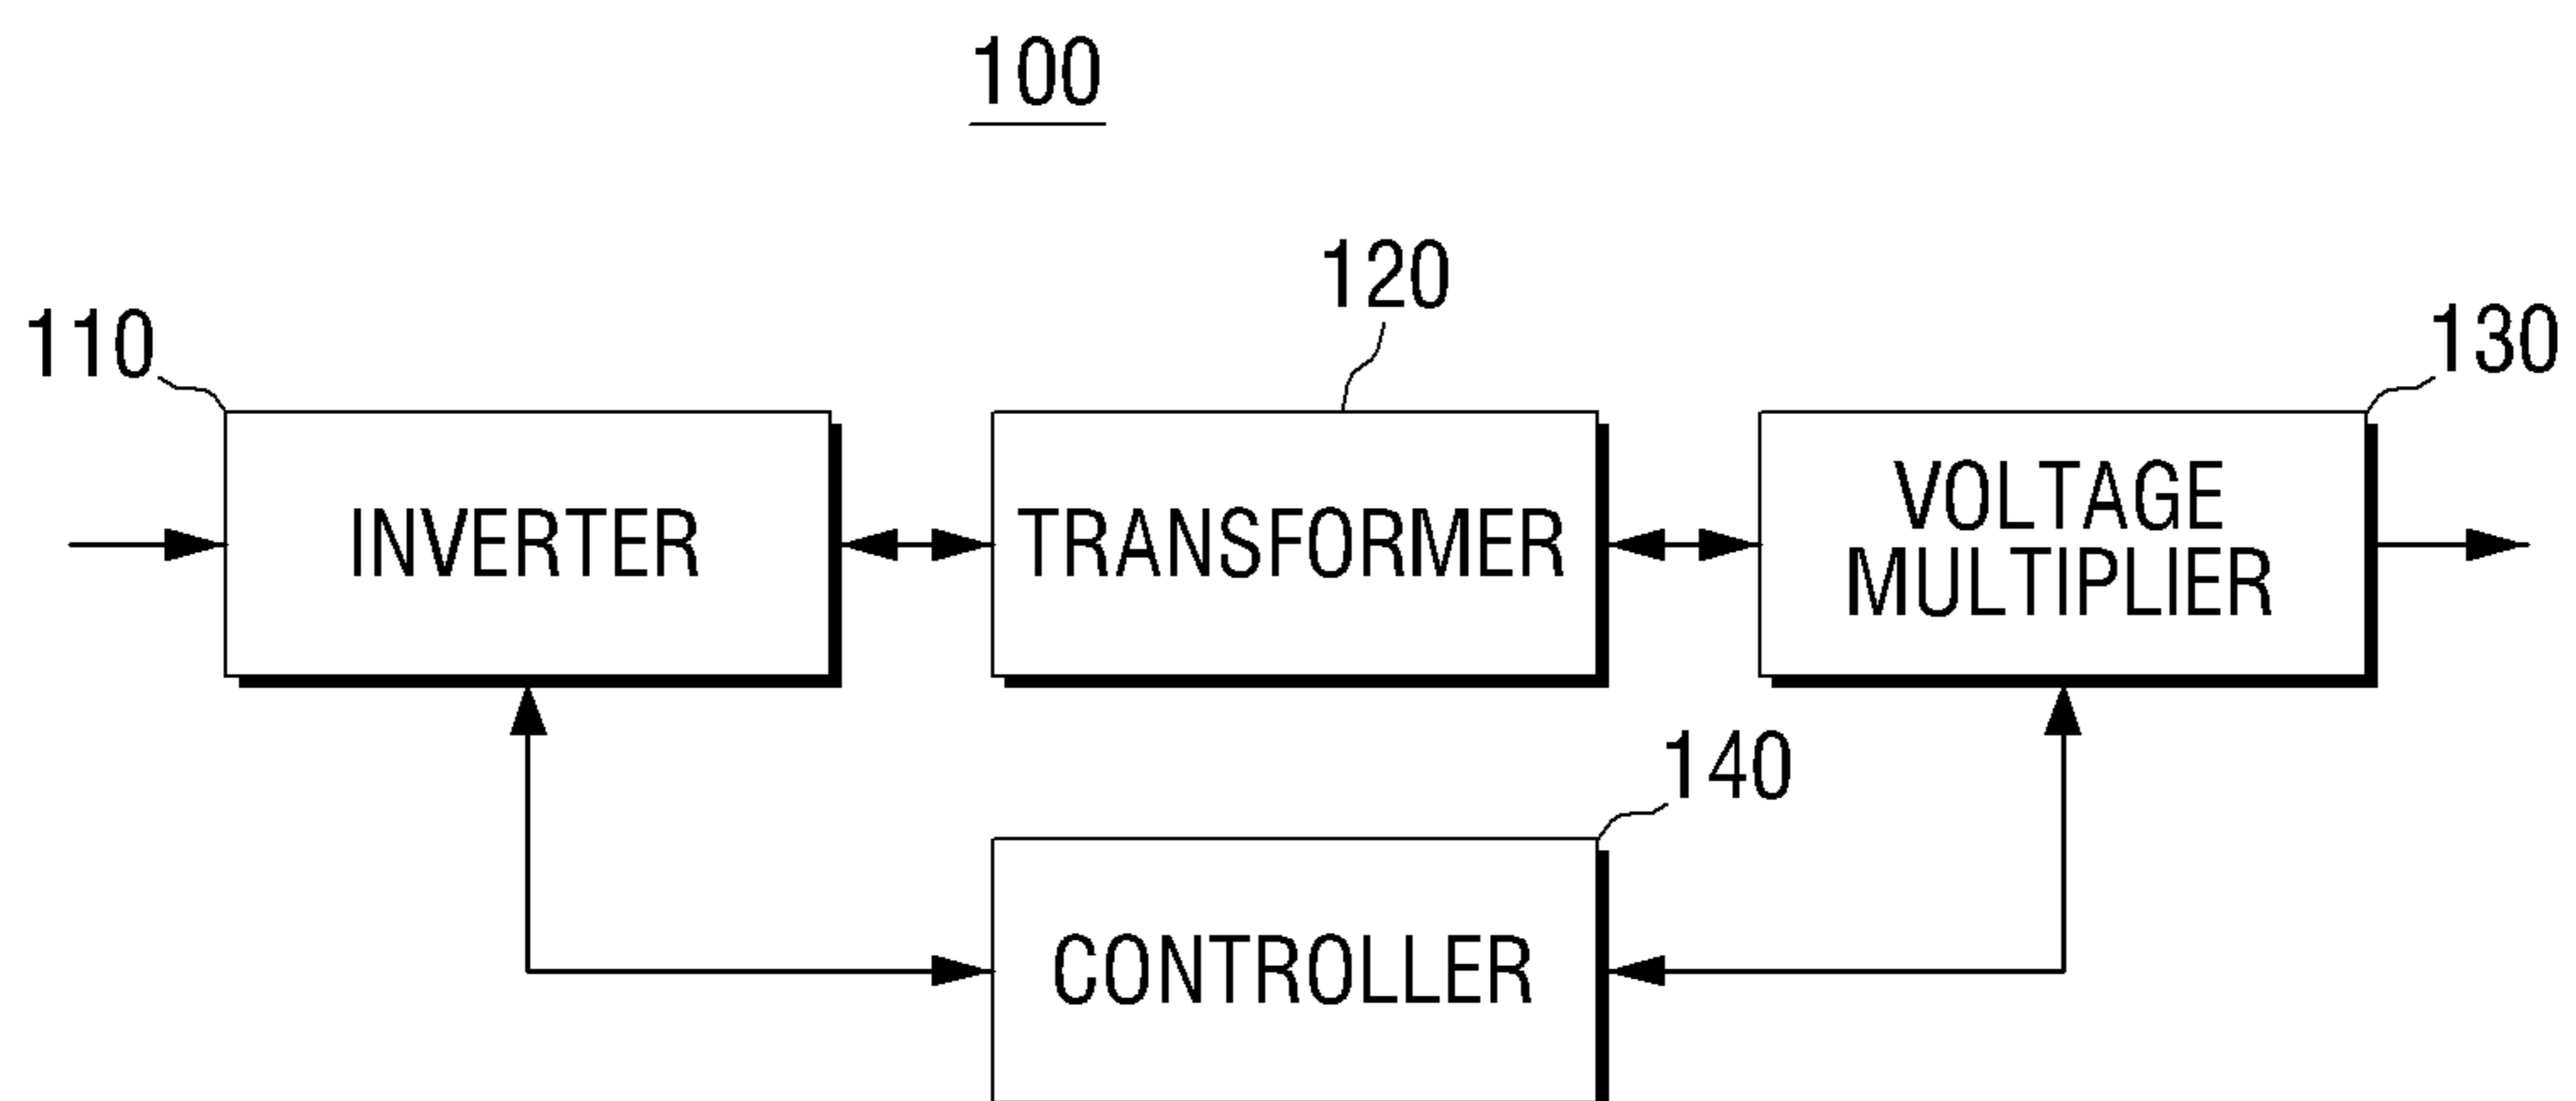 100
120
110
130
INVERTER
TRANSFORMER
VOLTAGE
MULTIPLIER
140
CONTROLLER